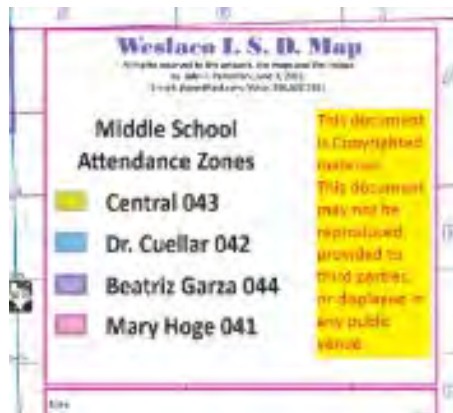 Weslaco I. S. D. Map
Middle School
Attendance Zones
Central 043
Dr. Cuellar 042
Beatriz Garza 044
Mary Hoge 041
This document
is Copyrighted
material.
This document
may not be
reproduced,
provided to
third parties,
or displayed in
any public
venue.